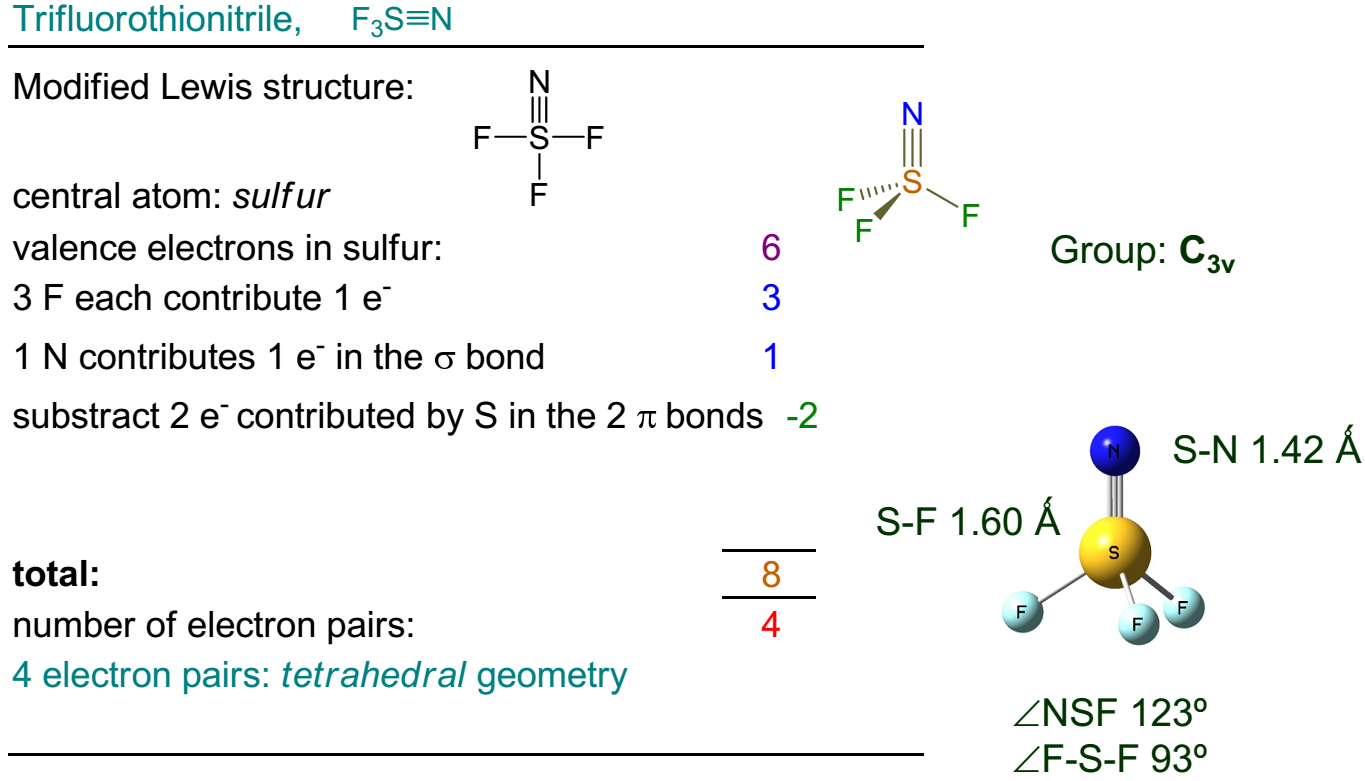 Trifluorothionitrile, F₃S≡N
Modified Lewis structure:
N
F S F
F
N
S
F F F
central atom: sulfur
valence electrons in sulfur: 6
Group: C₃ᵥ
3 F each contribute 1 e⁻ 3
1 N contributes 1 e⁻ in the σ bond 1
substract 2 e⁻ contributed by S in the 2 π bonds -2
N
S-N 1.42 Ǻ
S-F 1.60 Ǻ
S
F F F
total: 8
number of electron pairs: 4
4 electron pairs: tetrahedral geometry
∠NSF 123º
∠F-S-F 93º